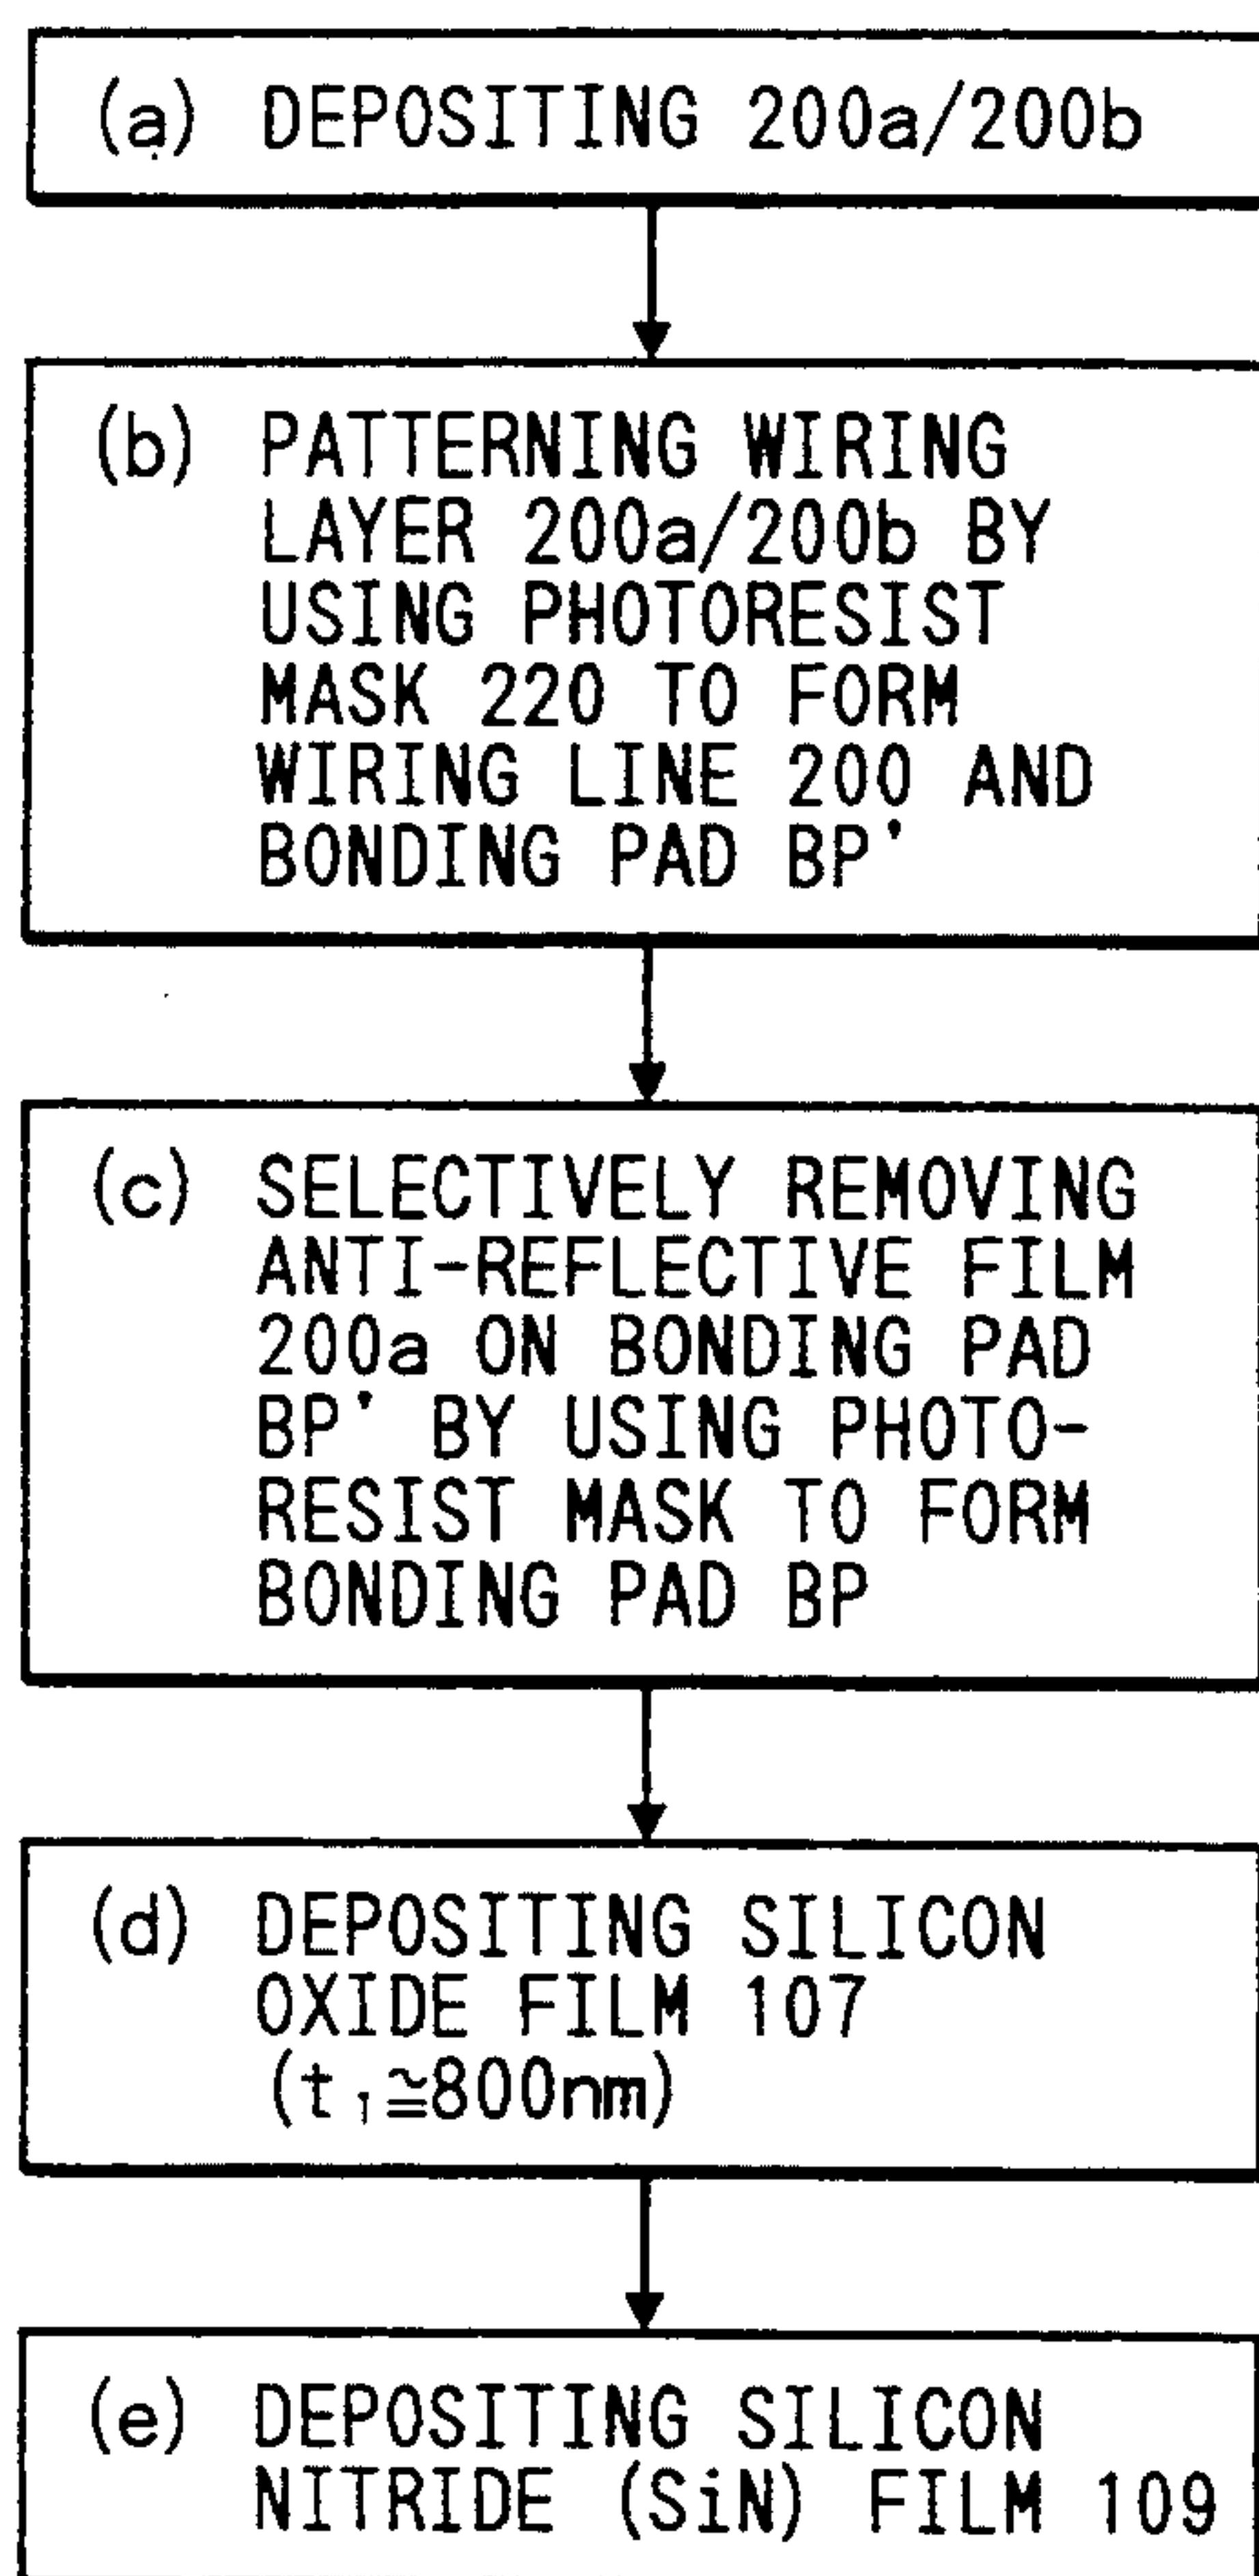 (a) DEPOSITING 200a/200b
(b) PATTERNING WIRING
LAYER 200a/200b BY
USING PHOTORESIST
MASK 220 TO FORM
WIRING LINE 200 AND
BONDING PAD BP'
(c) SELECTIVELY REMOVING
ANTI-REFLECTIVE FILM
200a ON BONDING PAD
BP' BY USING PHOTO-
RESIST MASK TO FORM
BONDING PAD BP
(d) DEPOSITING SILICON
OXIDE FILM 107
(t₁≅800nm)
(e) DEPOSITING SILICON
NITRIDE (SiN) FILM 109